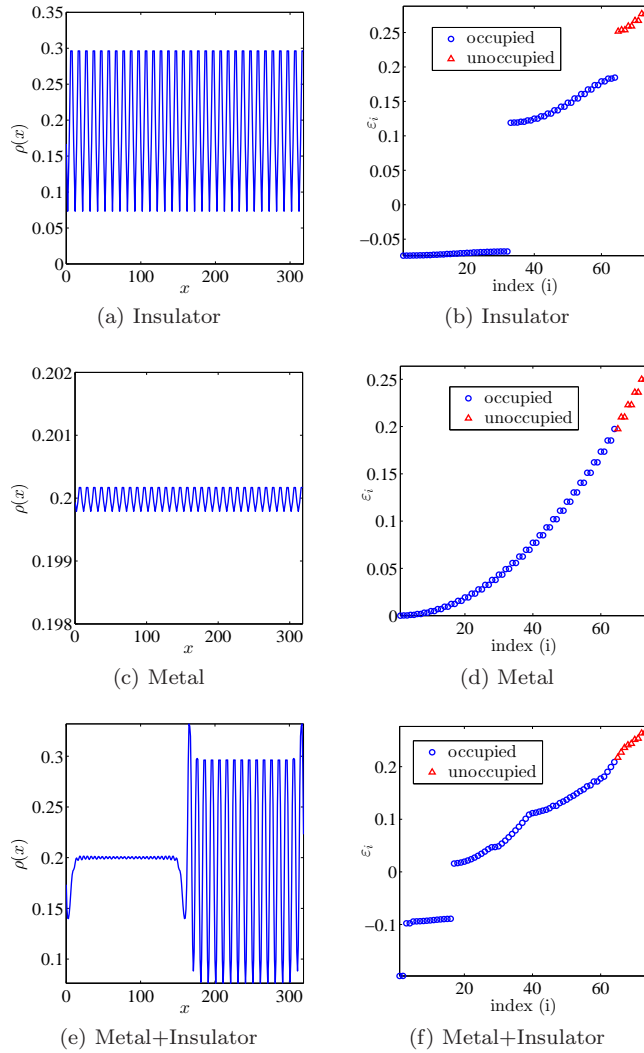 0.35
0.3
0.25
0.2
0.15
0.1
0.05
0
ρ(x)
0 100 200 300
x
(a) Insulator
0.25
0.2
0.15
0.1
0.05
0
−0.05
εᵢ
occupied
unoccupied
20 40 60
index (i)
(b) Insulator
0.202
0.201
0.2
0.199
0.198
ρ(x)
0 100 200 300
x
(c) Metal
0.25
0.2
0.15
0.1
0.05
0
εᵢ
occupied
unoccupied
20 40 60
index (i)
(d) Metal
0.3
0.25
0.2
0.15
0.1
ρ(x)
0 100 200 300
x
(e) Metal+Insulator
0.2
0.1
0
−0.1
εᵢ
occupied
unoccupied
20 40 60
index (i)
(f) Metal+Insulator